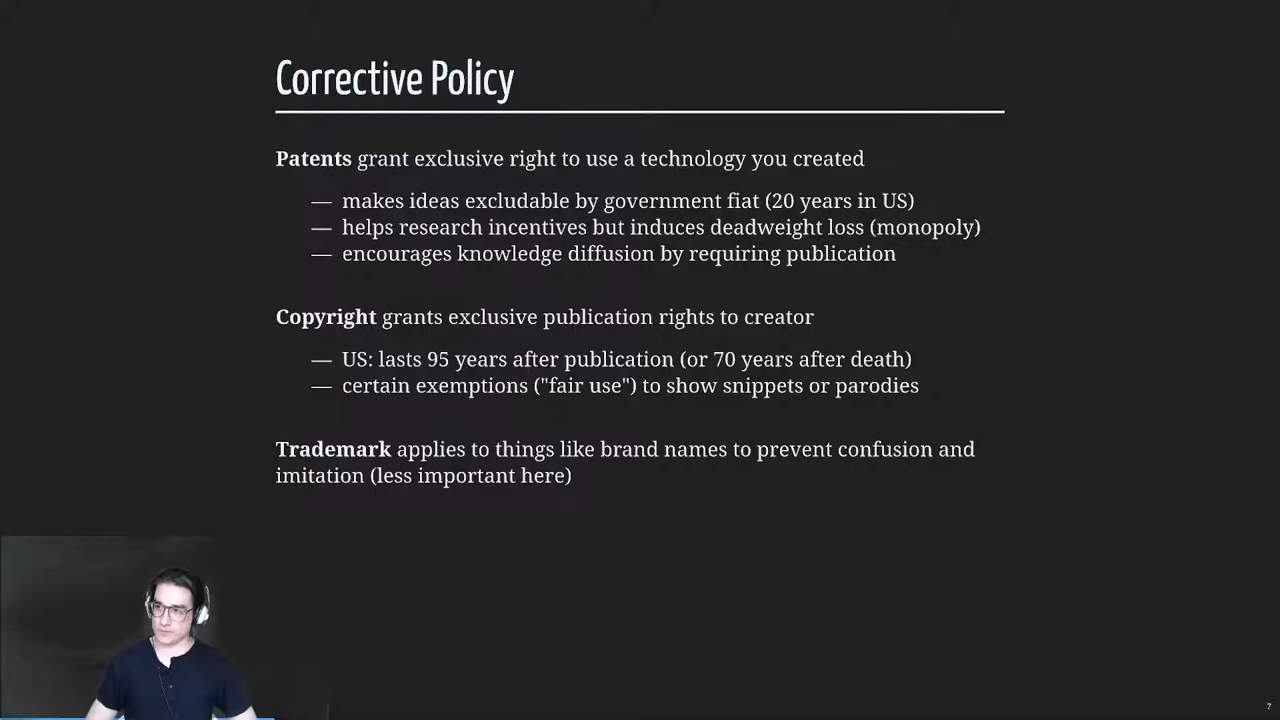 Corrective Policy
Patents grant exclusive right to use a technology you created
— makes ideas excludable by government fiat (20 years in US)
— helps research incentives but induces deadweight loss (monopoly)
— encourages knowledge diffusion by requiring publication
Copyright grants exclusive publication rights to creator
— US: lasts 95 years after publication (or 70 years after death)
— certain exemptions ("fair use") to show snippets or parodies
Trademark applies to things like brand names to prevent confusion and
imitation (less important here)
7